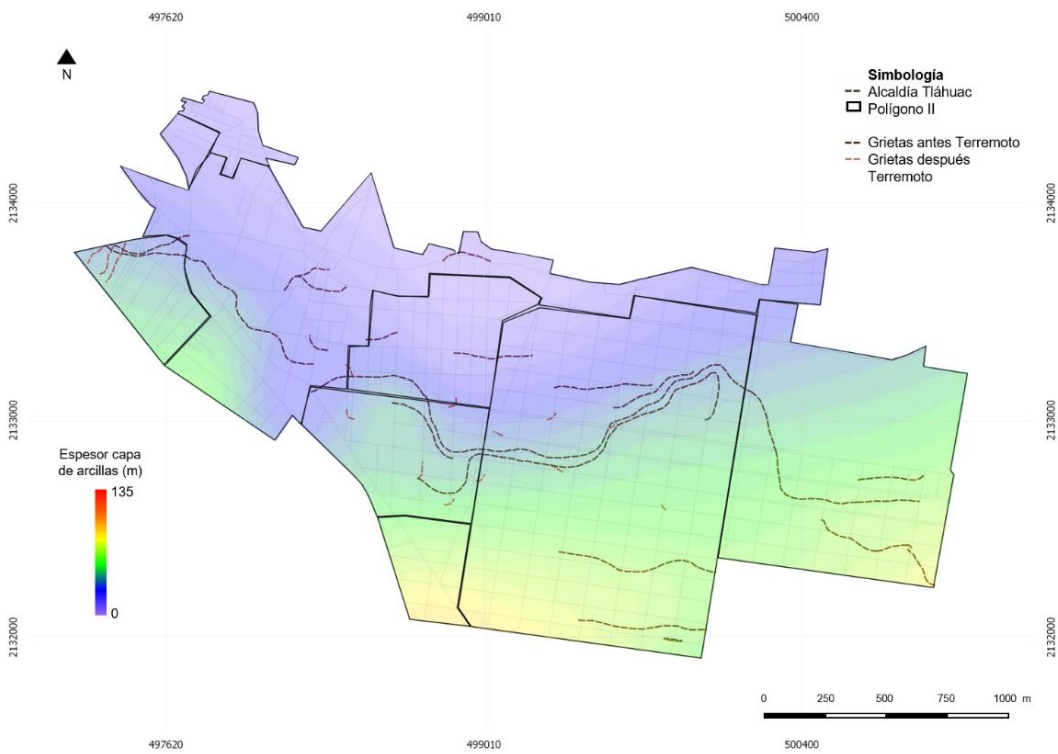 497620
499010
500400
N
Simbología
Alcaldía Tláhuac
Polígono II
Grietas antes Terremoto
Grietas después
Terremoto
2134000
2134000
2133000
2133000
Espesor capa
de arcillas (m)
135
0
2132000
2132000
0 250 500 750 1000 m
497620
499010
500400